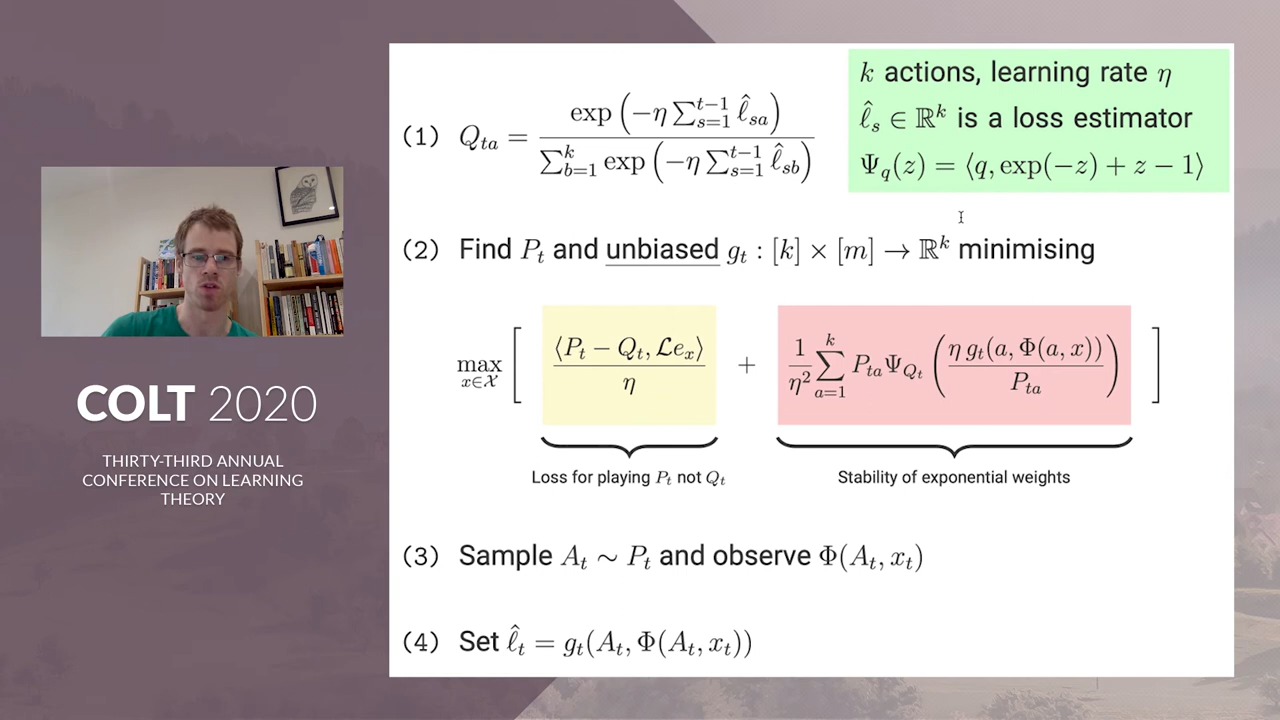 COLT 2020
THIRTY-THIRD ANNUAL
CONFERENCE ON LEARNING
THEORY
k actions, learning rate η
ℓ̂_s ∈ ℝ^k is a loss estimator
Ψ_q(z) = ⟨q, exp(−z) + z − 1⟩
(1) Q_{ta} = exp(−η ∑_{s=1}^{t−1} ℓ̂_{sa}) / ∑_{b=1}^{k} exp(−η ∑_{s=1}^{t−1} ℓ̂_{sb})
(2) Find P_t and unbiased g_t : [k] × [m] → ℝ^k minimising
max_{x∈𝒳} [ ⟨P_t − Q_t, ℒe_x⟩ / η + 1/η² ∑_{a=1}^{k} P_{ta} Ψ_{Q_t} ( η g_t(a, Φ(a, x)) / P_{ta} ) ]
Loss for playing P_t not Q_t
Stability of exponential weights
(3) Sample A_t ∼ P_t and observe Φ(A_t, x_t)
(4) Set ℓ̂_t = g_t(A_t, Φ(A_t, x_t))